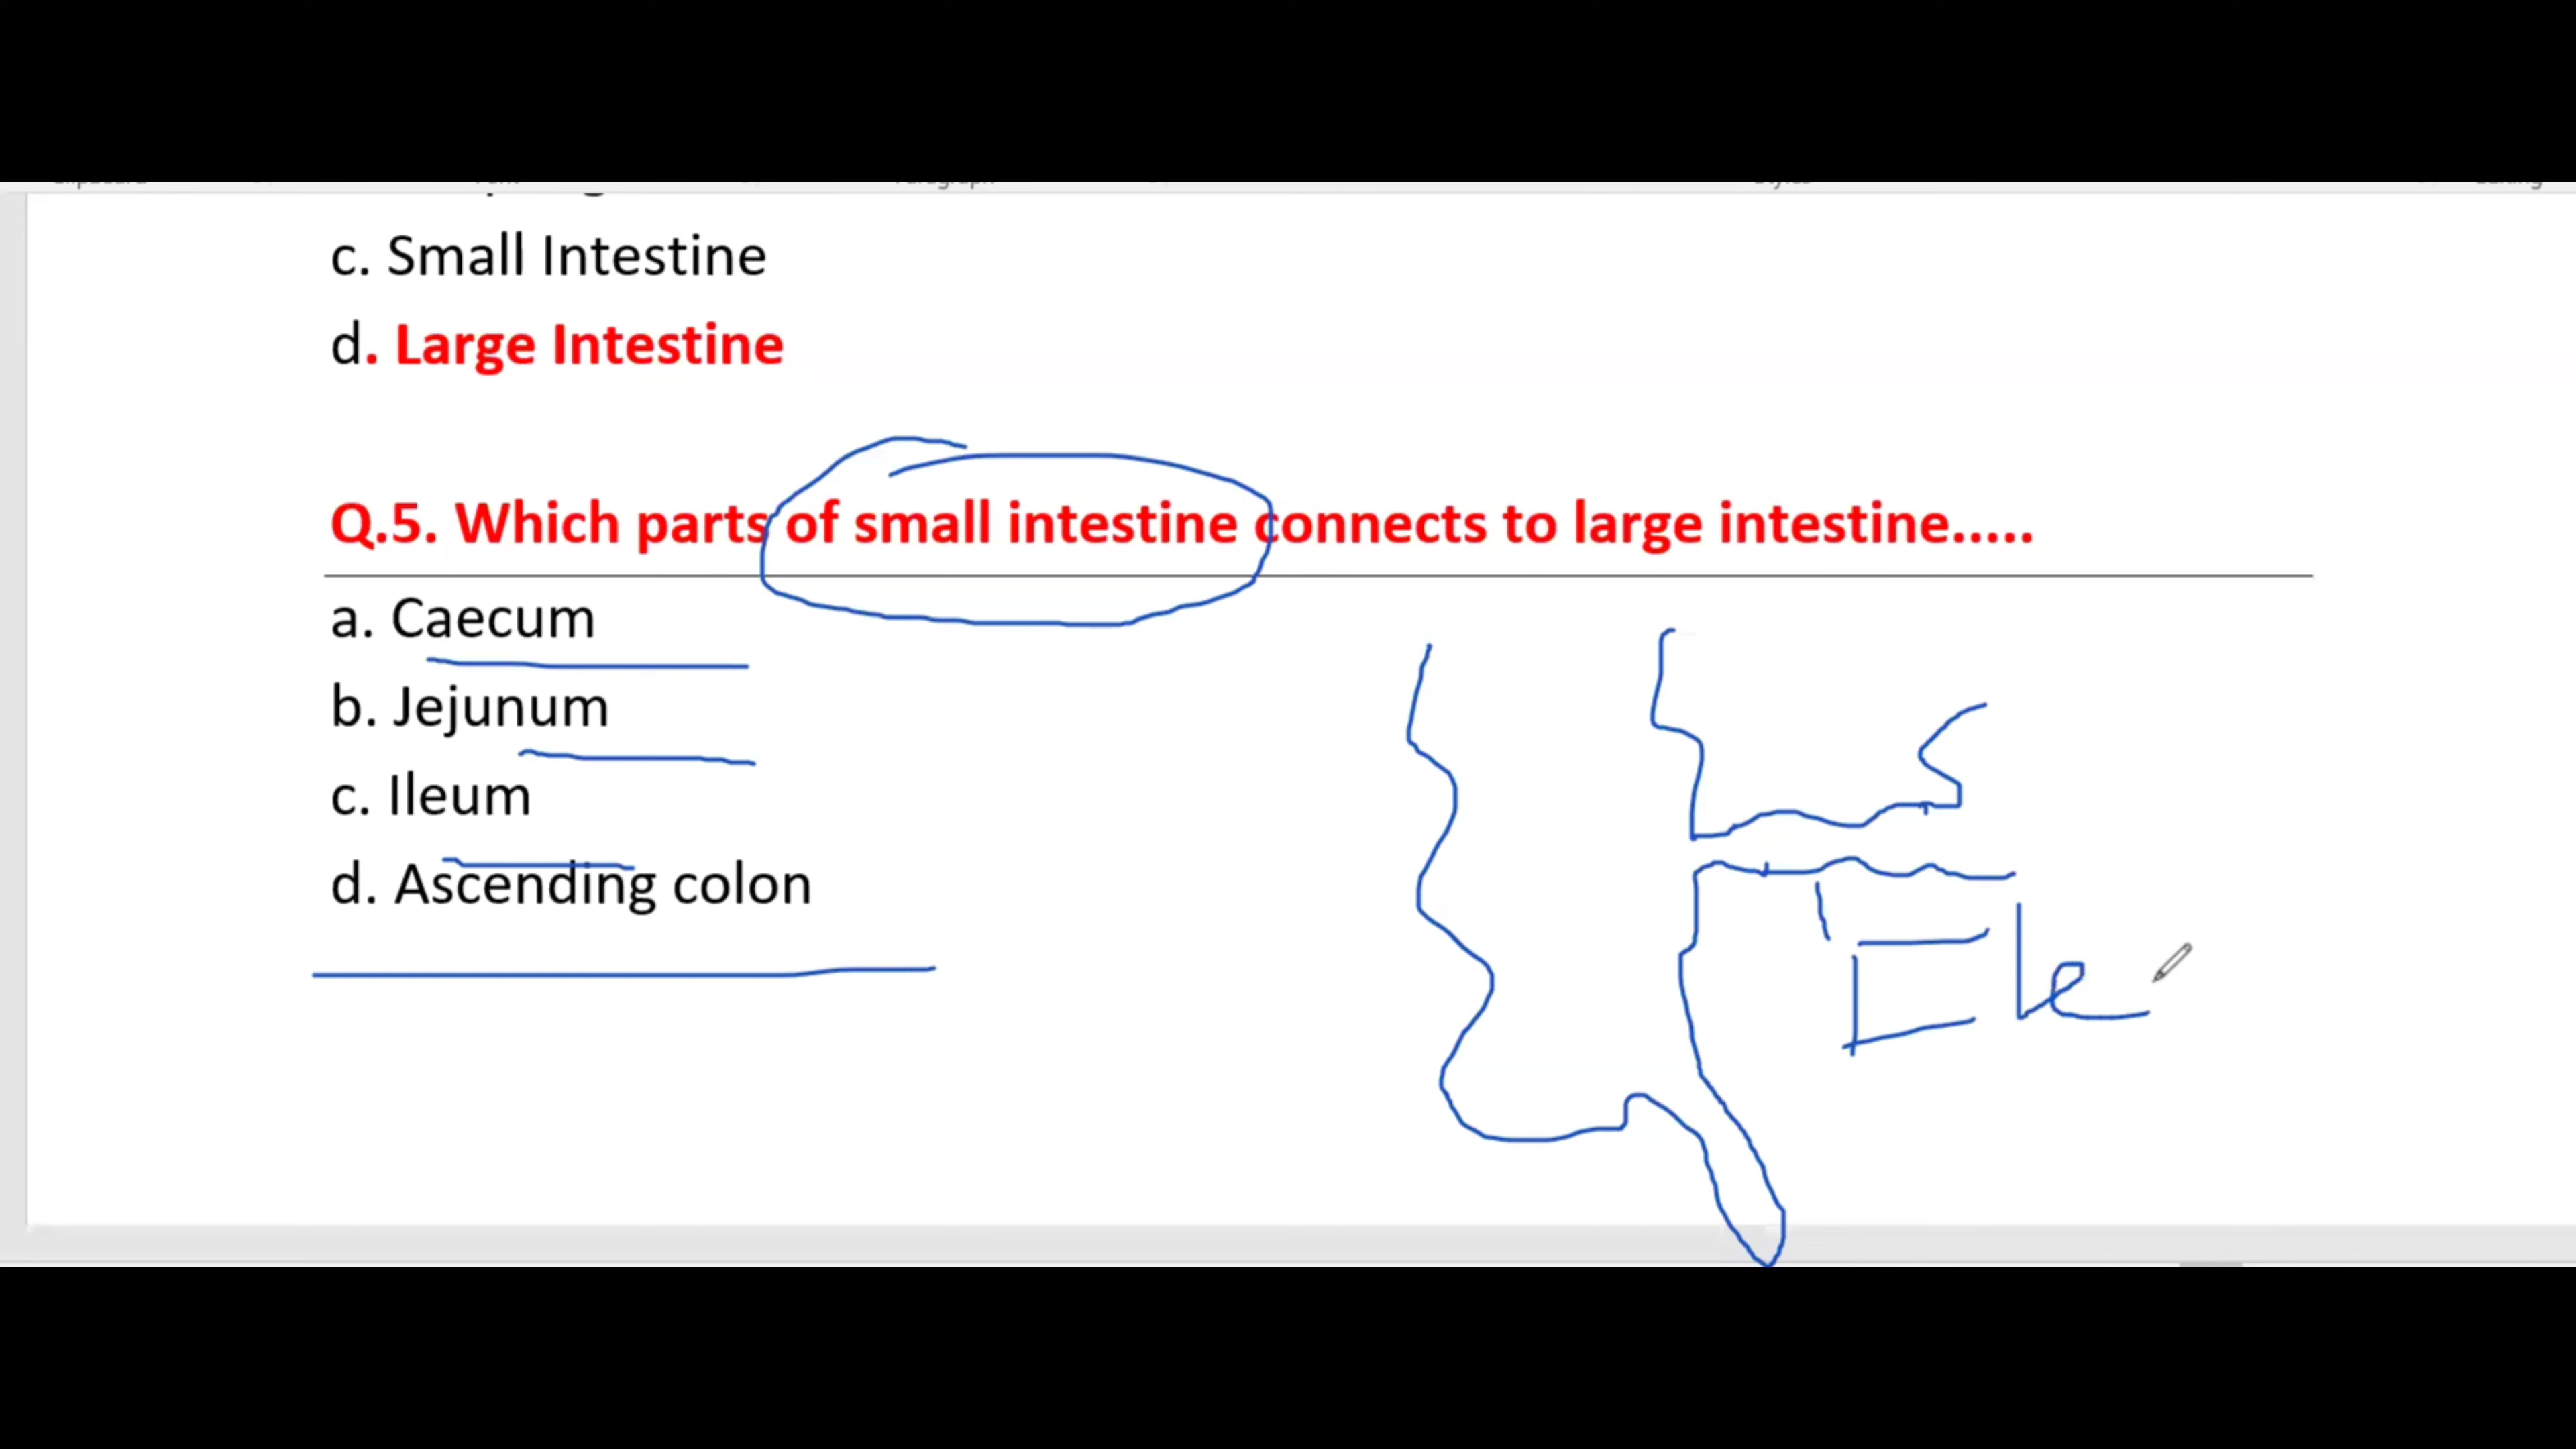 c. Small Intestine
d. Large Intestine
Q.5. Which parts of small intestine connects to large intestine.....
a. Caecum
b. Jejunum
c. Ileum
d. Ascending colon
Ele